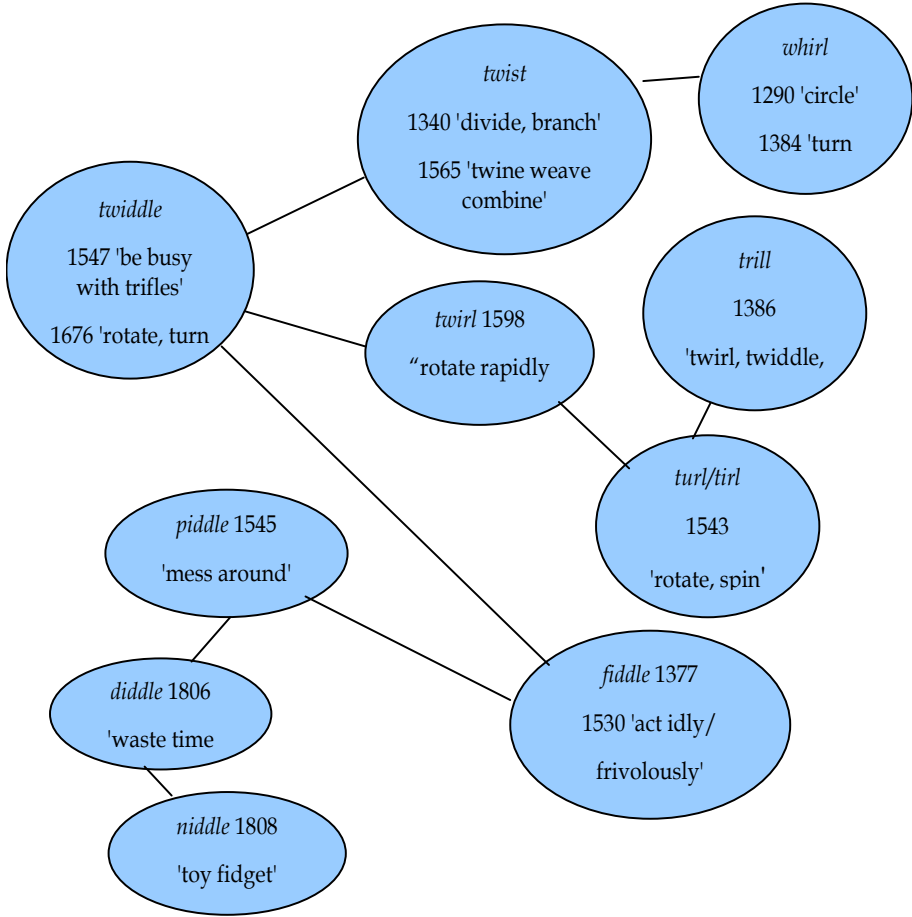 whirl
1290 'circle'
1384 'turn
twist
1340 'divide, branch'
1565 'twine weave
combine'
twiddle
1547 'be busy
with trifles'
1676 'rotate, turn
trill
1386
'twirl, twiddle,
twirl 1598
“rotate rapidly
turl/tirl
1543
'rotate, spin'
piddle 1545
'mess around'
fiddle 1377
1530 'act idly/
frivolously'
diddle 1806
'waste time
niddle 1808
'toy fidget'